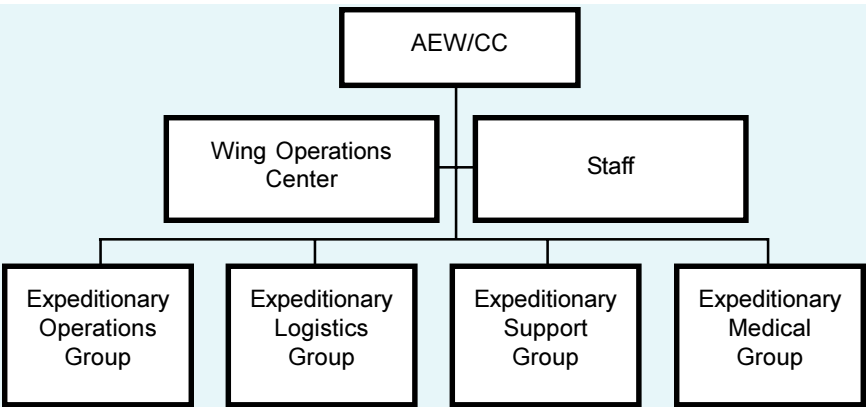 AEW/CC
Wing Operations
Center
Staff
Expeditionary
Operations
Group
Expeditionary
Logistics
Group
Expeditionary
Support
Group
Expeditionary
Medical
Group